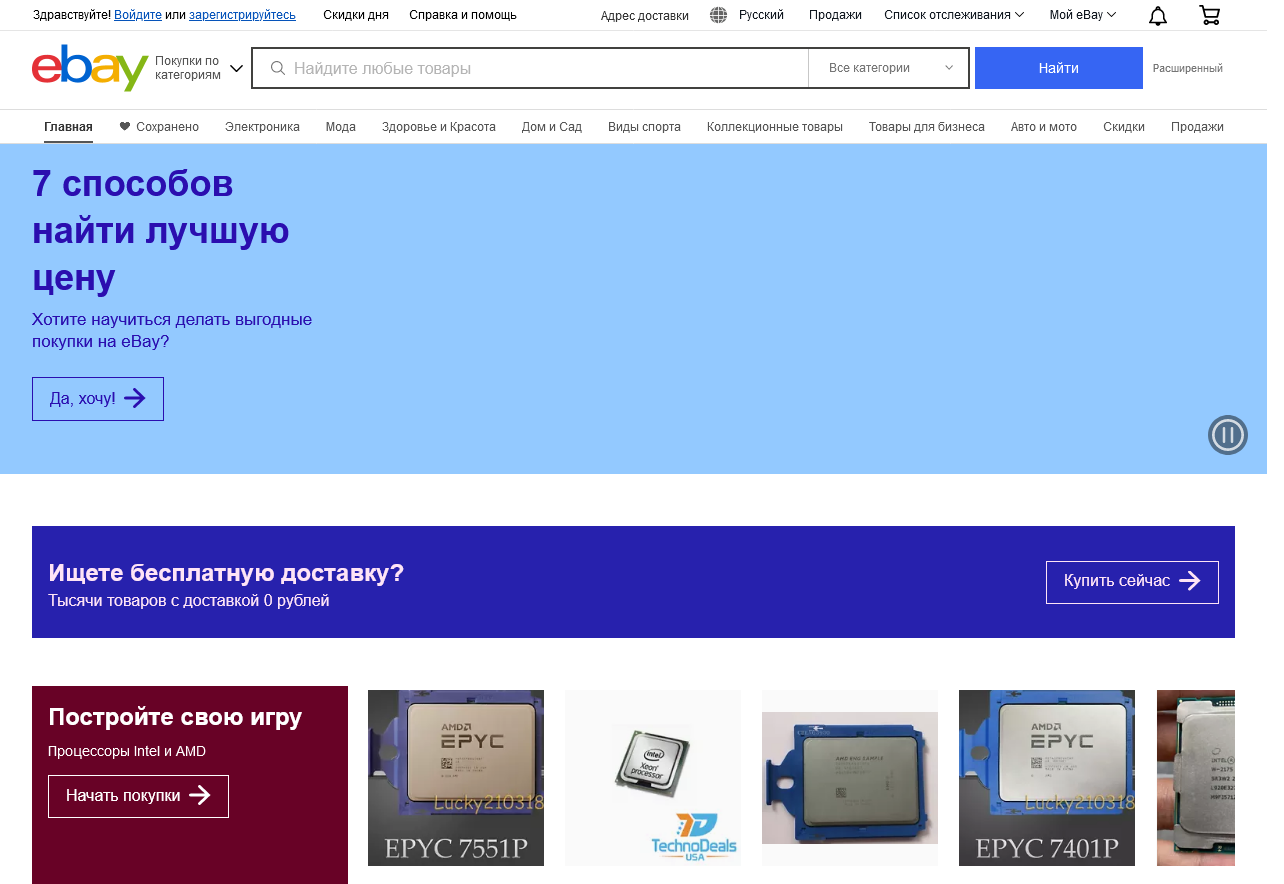 Здравствуйте! Войдите или зарегистрируйтесь Скидки дня Справка и помощь Адрес доставки Русский Продажи Список отслеживания Мой eBay
ebay
Покупки по
категориям
Найдите любые товары Все категории Найти Расширенный
Главная Сохранено Электроника Мода Здоровье и Красота Дом и Сад Виды спорта Коллекционные товары Товары для бизнеса Авто и мото Скидки Продажи
7 способов
найти лучшую
цену
Хотите научиться делать выгодные
покупки на eBay?
Да, хочу!
Ищете бесплатную доставку?
Тысячи товаров с доставкой 0 рублей
Купить сейчас
Постройте свою игру
Процессоры Intel и AMD
Начать покупки
AMD
EPYC
Lucky210318
EPYC 7551P
intel
Xeon
processor
TechnoDeals
USA
AMD ENG SAMPLE
AMD
EPYC
Lucky210318
EPYC 7401P